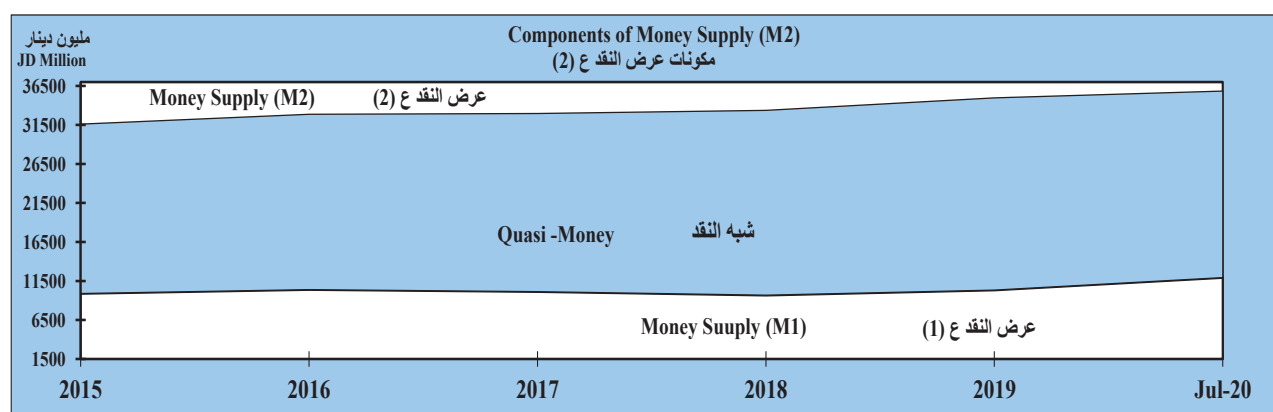 Components of Money Supply (M2)
مكونات عرض النقد ع (2)
مليون دينار
JD Million
36500
31500
26500
21500
16500
11500
6500
1500
Money Supply (M2) عرض النقد ع (2)
Quasi -Money شبه النقد
Money Suuply (M1) عرض النقد ع (1)
2015 2016 2017 2018 2019 Jul-20